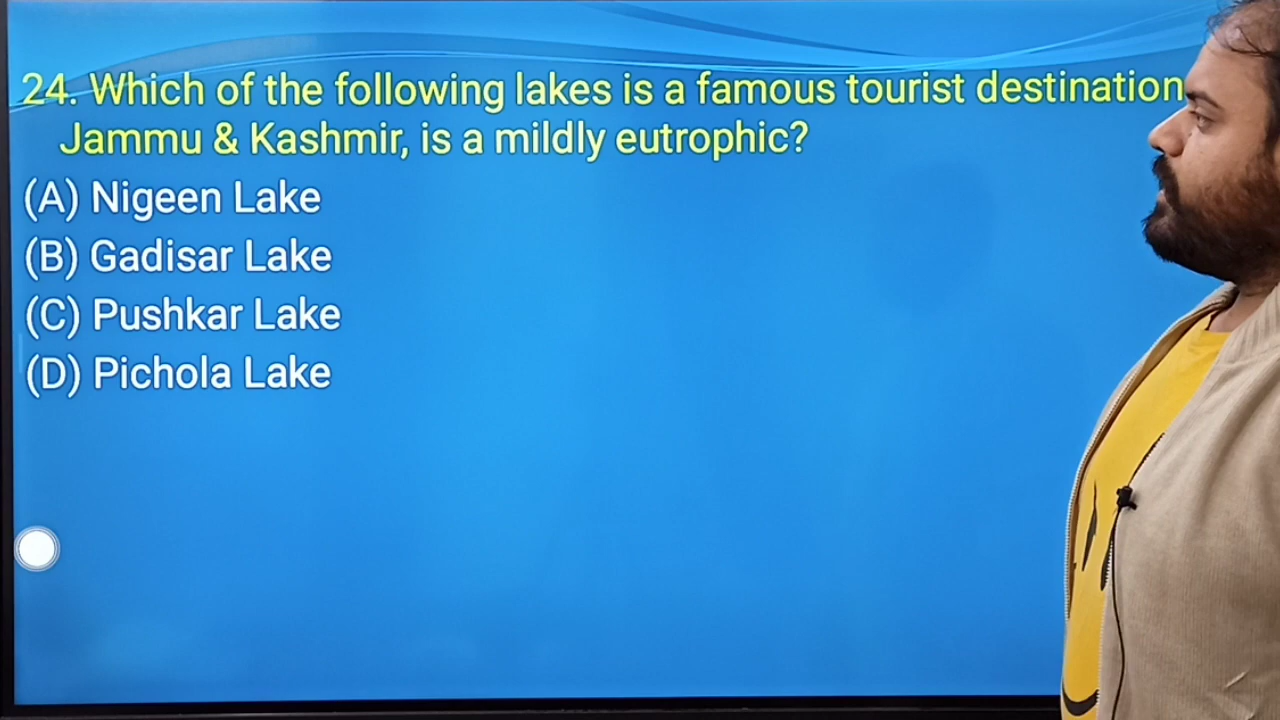 24. Which of the following lakes is a famous tourist destination
Jammu & Kashmir, is a mildly eutrophic?
(A) Nigeen Lake
(B) Gadisar Lake
(C) Pushkar Lake
(D) Pichola Lake